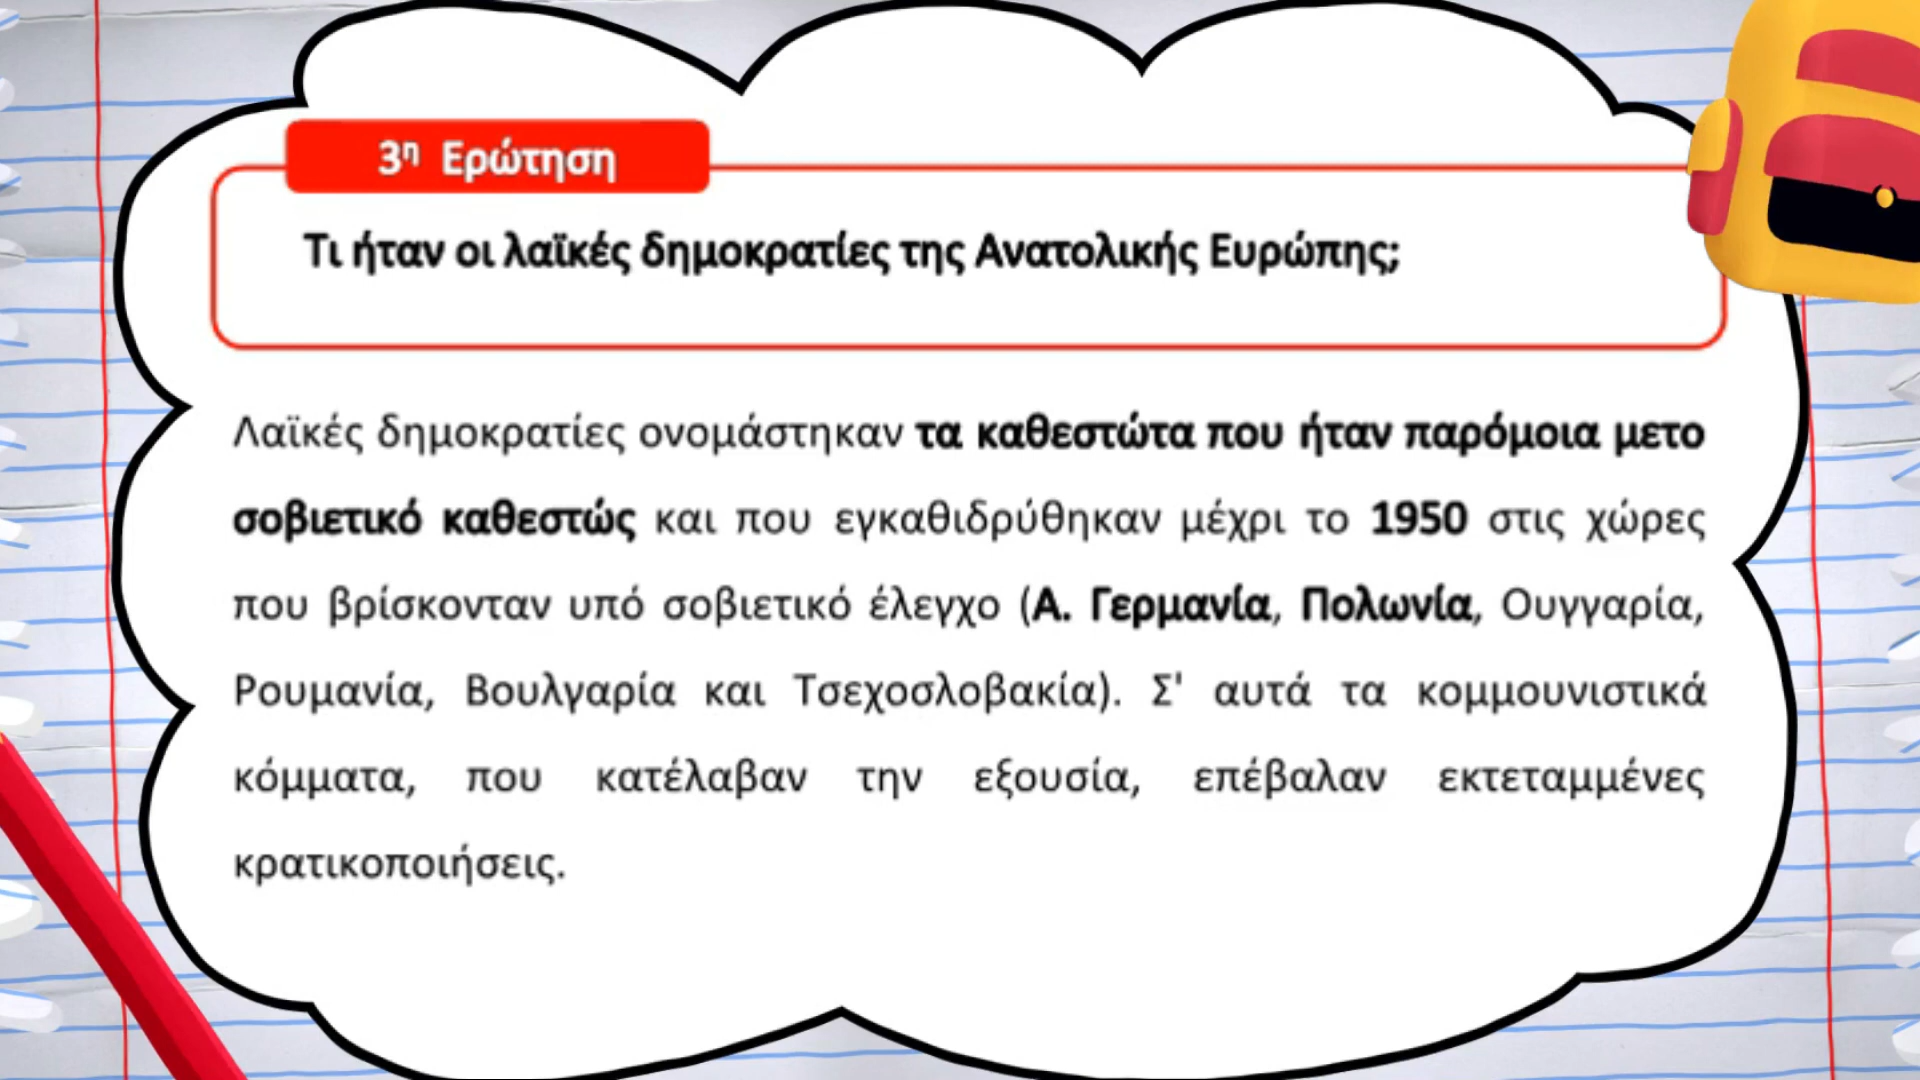 3η Ερώτηση
Τι ήταν οι λαϊκές δημοκρατίες της Ανατολικής Ευρώπης;
Λαϊκές δημοκρατίες ονομάστηκαν τα καθεστώτα που ήταν παρόμοια μετο
σοβιετικό καθεστώς και που εγκαθιδρύθηκαν μέχρι το 1950 στις χώρες
που βρίσκονταν υπό σοβιετικό έλεγχο (Α. Γερμανία, Πολωνία, Ουγγαρία,
Ρουμανία, Βουλγαρία και Τσεχοσλοβακία). Σ' αυτά τα κομμουνιστικά
κόμματα, που κατέλαβαν την εξουσία, επέβαλαν εκτεταμμένες
κρατικοποιήσεις.